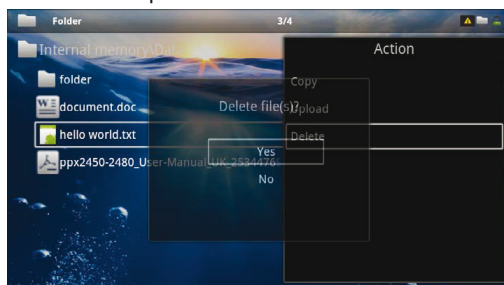 Folder
3/4
Internal memory\Dat
Action
folder
Copy
document.doc
Delete file(s)?
Upload
hello world.txt
Delete
Yes
ppx2450-2480_User-Manual_UK_2534476
No